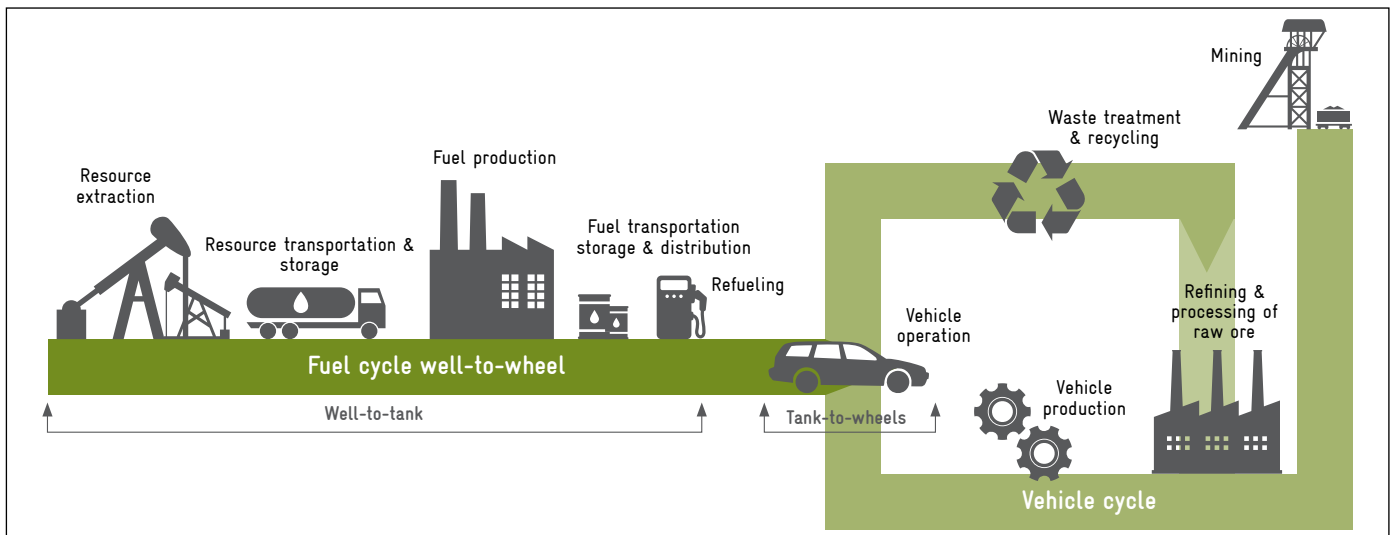 Mining
Waste treatment
& recycling
Fuel production
Resource
extraction
Fuel transportation
storage & distribution
Resource transportation &
storage
Refueling
Refining &
processing of
raw ore
Vehicle
operation
Fuel cycle well-to-wheel
Vehicle
production
Well-to-tank
Tank-to-wheels
Vehicle cycle